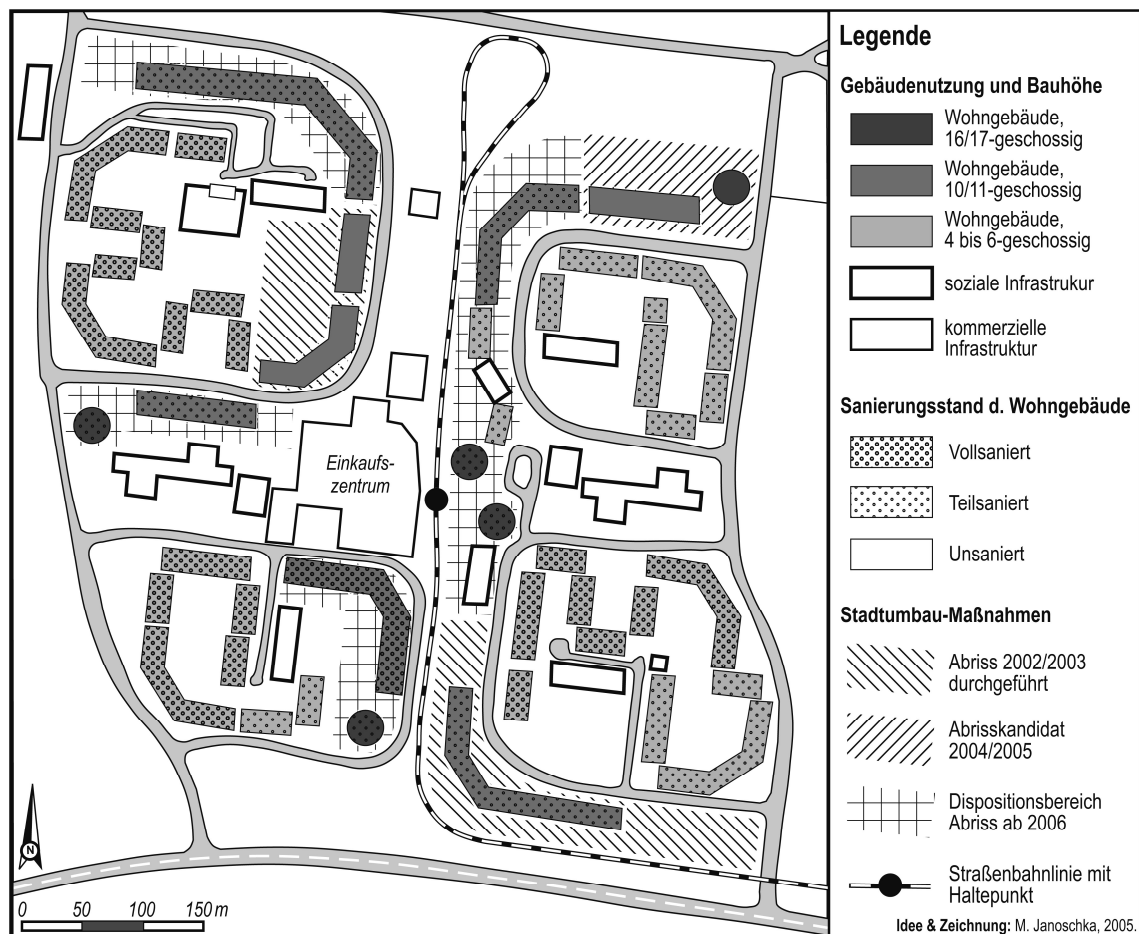 Einkaufs-
zentrum
N
0 50 100 150 m
Legende
Gebäudenutzung und Bauhöhe
Wohngebäude,
16/17-geschossig
Wohngebäude,
10/11-geschossig
Wohngebäude,
4 bis 6-geschossig
soziale Infrastrukur
kommerzielle
Infrastruktur
Sanierungsstand d. Wohngebäude
Vollsaniert
Teilsaniert
Unsaniert
Stadtumbau-Maßnahmen
Abriss 2002/2003
durchgeführt
Abrisskandidat
2004/2005
Dispositionsbereich
Abriss ab 2006
Straßenbahnlinie mit
Haltepunkt
Idee & Zeichnung: M. Janoschka, 2005.